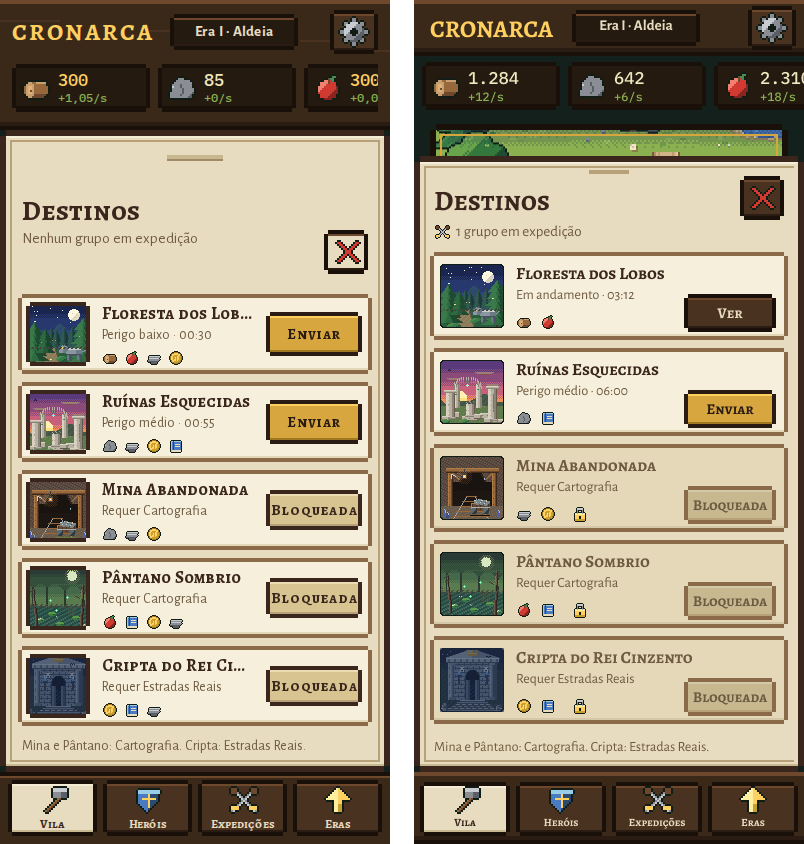 CRONARCA
Era I · Aldeia
300
+1,05/s
85
+0/s
300
+0,0
Destinos
Nenhum grupo em expedição
Floresta dos Lob...
Perigo baixo · 00:30
Enviar
Ruínas Esquecidas
Perigo médio · 00:55
Enviar
Mina Abandonada
Requer Cartografia
Bloqueada
Pântano Sombrio
Requer Cartografia
Bloqueada
Cripta do Rei Ci...
Requer Estradas Reais
Bloqueada
Mina e Pântano: Cartografia. Cripta: Estradas Reais.
Vila
Heróis
Expedições
Eras
CRONARCA
Era I · Aldeia
1.284
+12/s
642
+6/s
2.310
+18/s
Destinos
1 grupo em expedição
Floresta dos Lobos
Em andamento · 03:12
Ver
Ruínas Esquecidas
Perigo médio · 06:00
Enviar
Mina Abandonada
Requer Cartografia
Bloqueada
Pântano Sombrio
Requer Cartografia
Bloqueada
Cripta do Rei Cinzento
Requer Estradas Reais
Bloqueada
Mina e Pântano: Cartografia. Cripta: Estradas Reais.
Vila
Heróis
Expedições
Eras